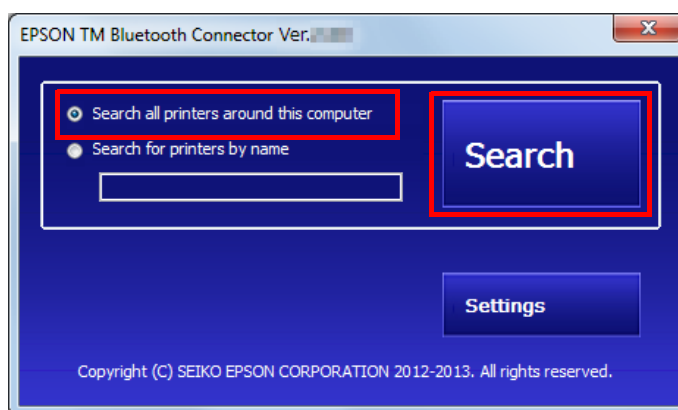 EPSON TM Bluetooth Connector Ver.
Search all printers around this computer
Search for printers by name
Search
Settings
Copyright (C) SEIKO EPSON CORPORATION 2012-2013. All rights reserved.